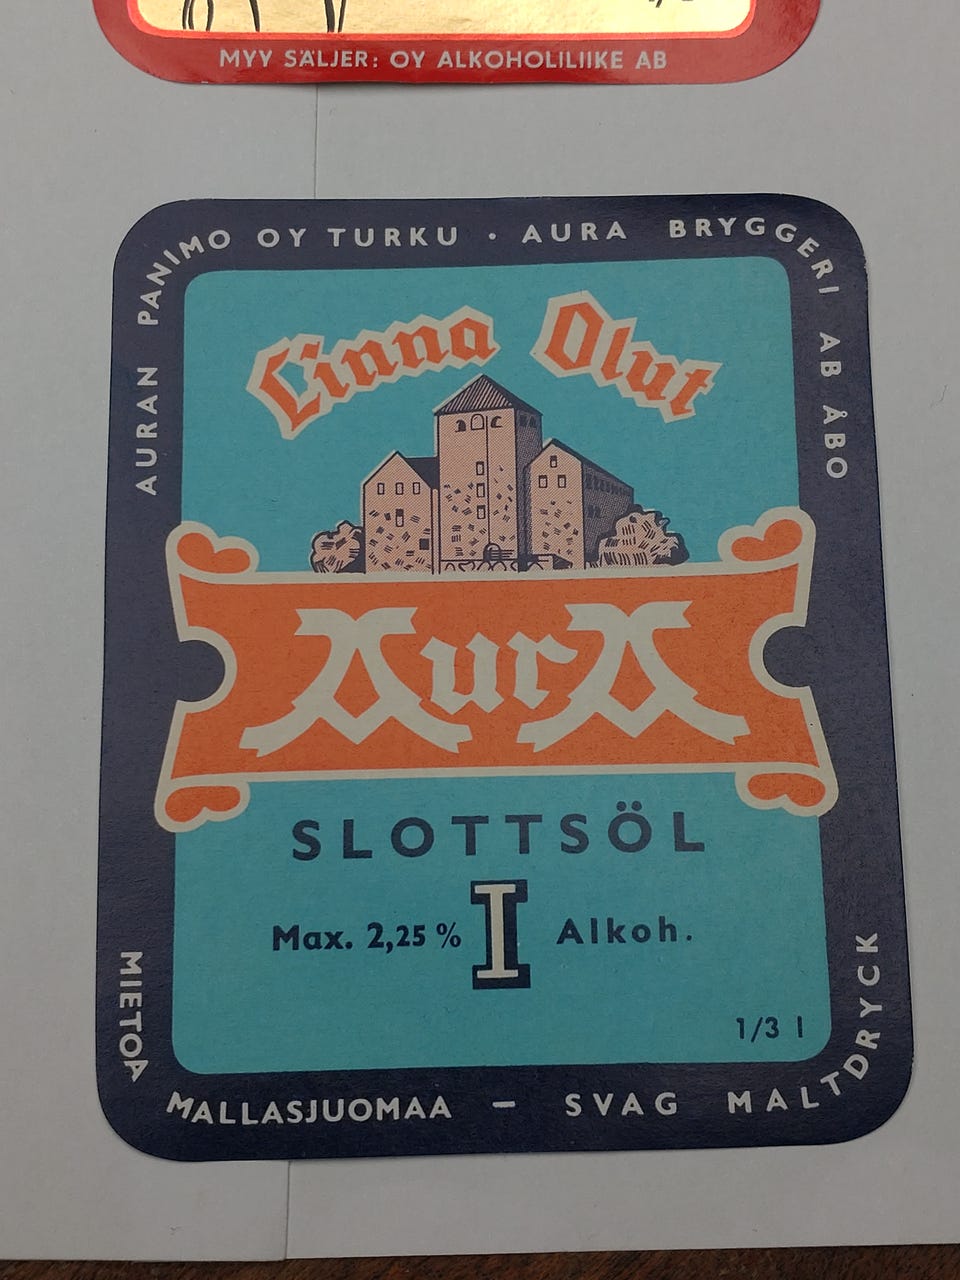 MYY SÄLJER: OY ALKOHOLILIIKE AB
AURAN PANIMO OY TURKU · AURA BRYGGERI AB ÅBO
Linna Olut
AurA
SLOTTSÖL
I
Max. 2,25 % Alkoh.
1/3 l
MIETOA MALLASJUOMAA – SVAG MALTDRYCK